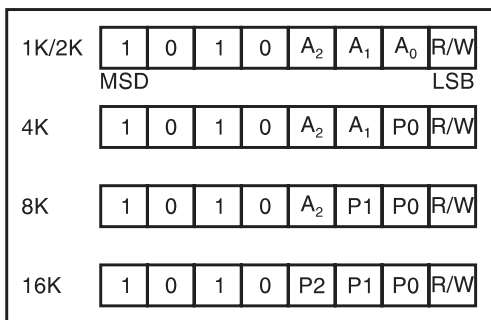 1K/2K 1 0 1 0 A₂ A₁ A₀ R/W
MSD LSB
4K 1 0 1 0 A₂ A₁ P0 R/W
8K 1 0 1 0 A₂ P1 P0 R/W
16K 1 0 1 0 P2 P1 P0 R/W